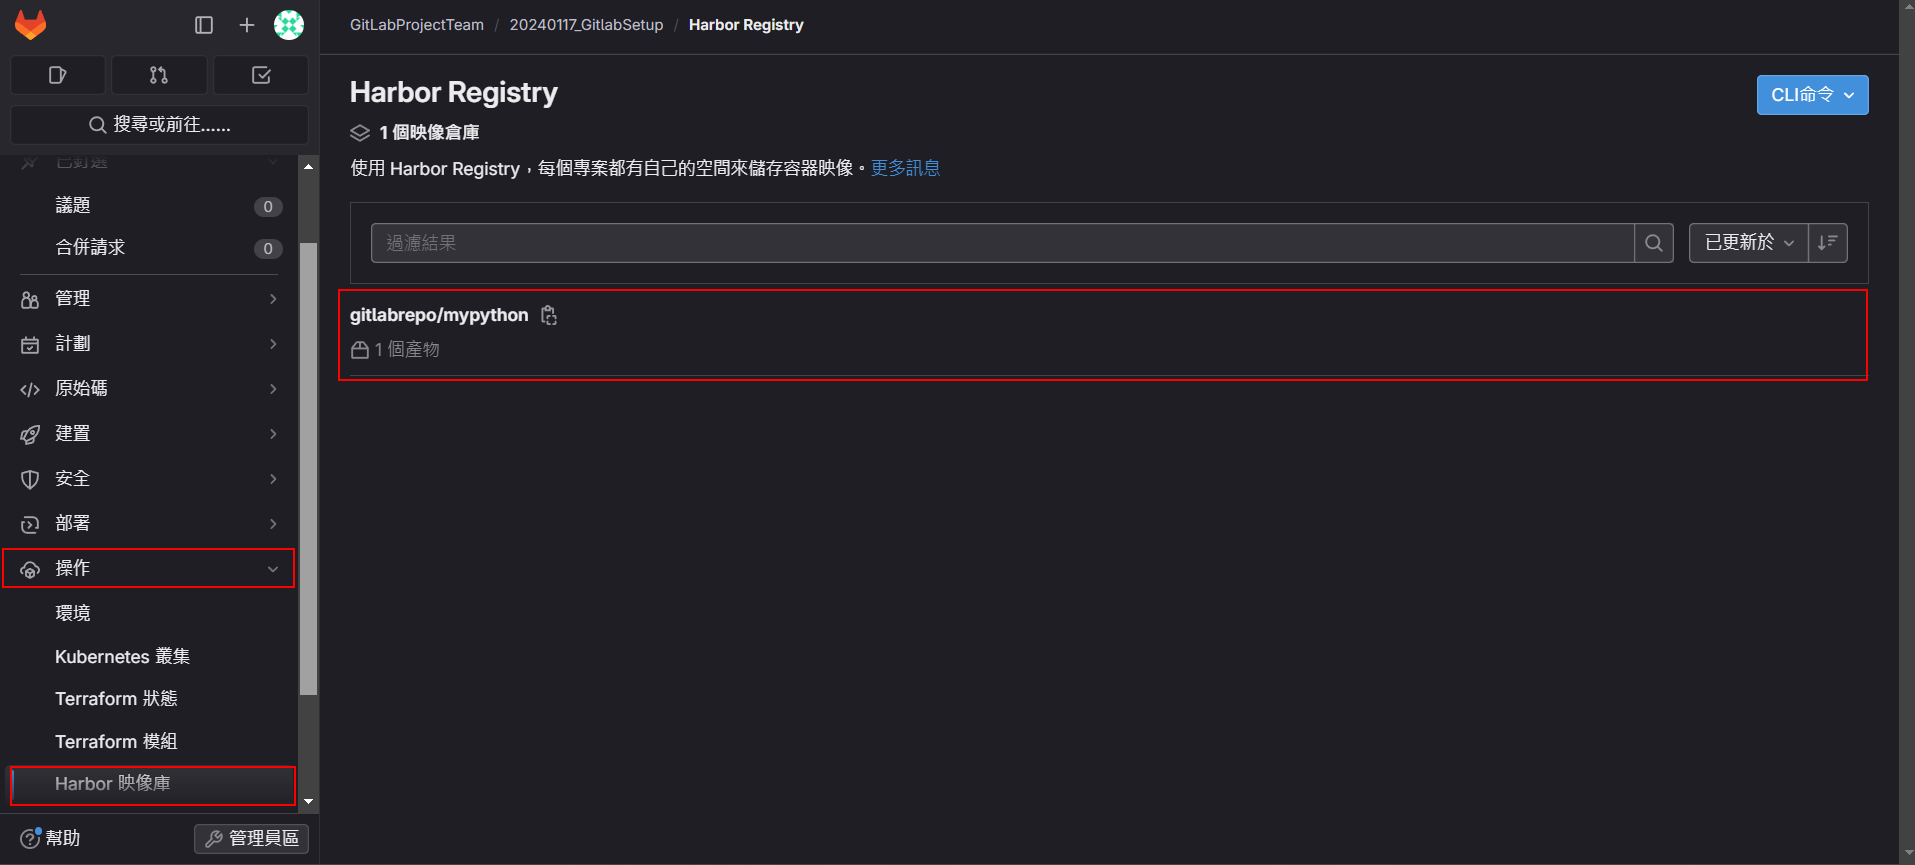 搜尋或前往......
已釘選
議題
0
合併請求
0
管理
計劃
原始碼
建置
安全
部署
操作
環境
Kubernetes 叢集
Terraform 狀態
Terraform 模組
Harbor 映像庫
幫助
管理員區
GitLabProjectTeam / 20240117_GitlabSetup / Harbor Registry
Harbor Registry
CLI命令
1 個映像倉庫
使用 Harbor Registry，每個專案都有自己的空間來儲存容器映像。更多訊息
過濾結果
已更新於
gitlabrepo/mypython
1 個產物